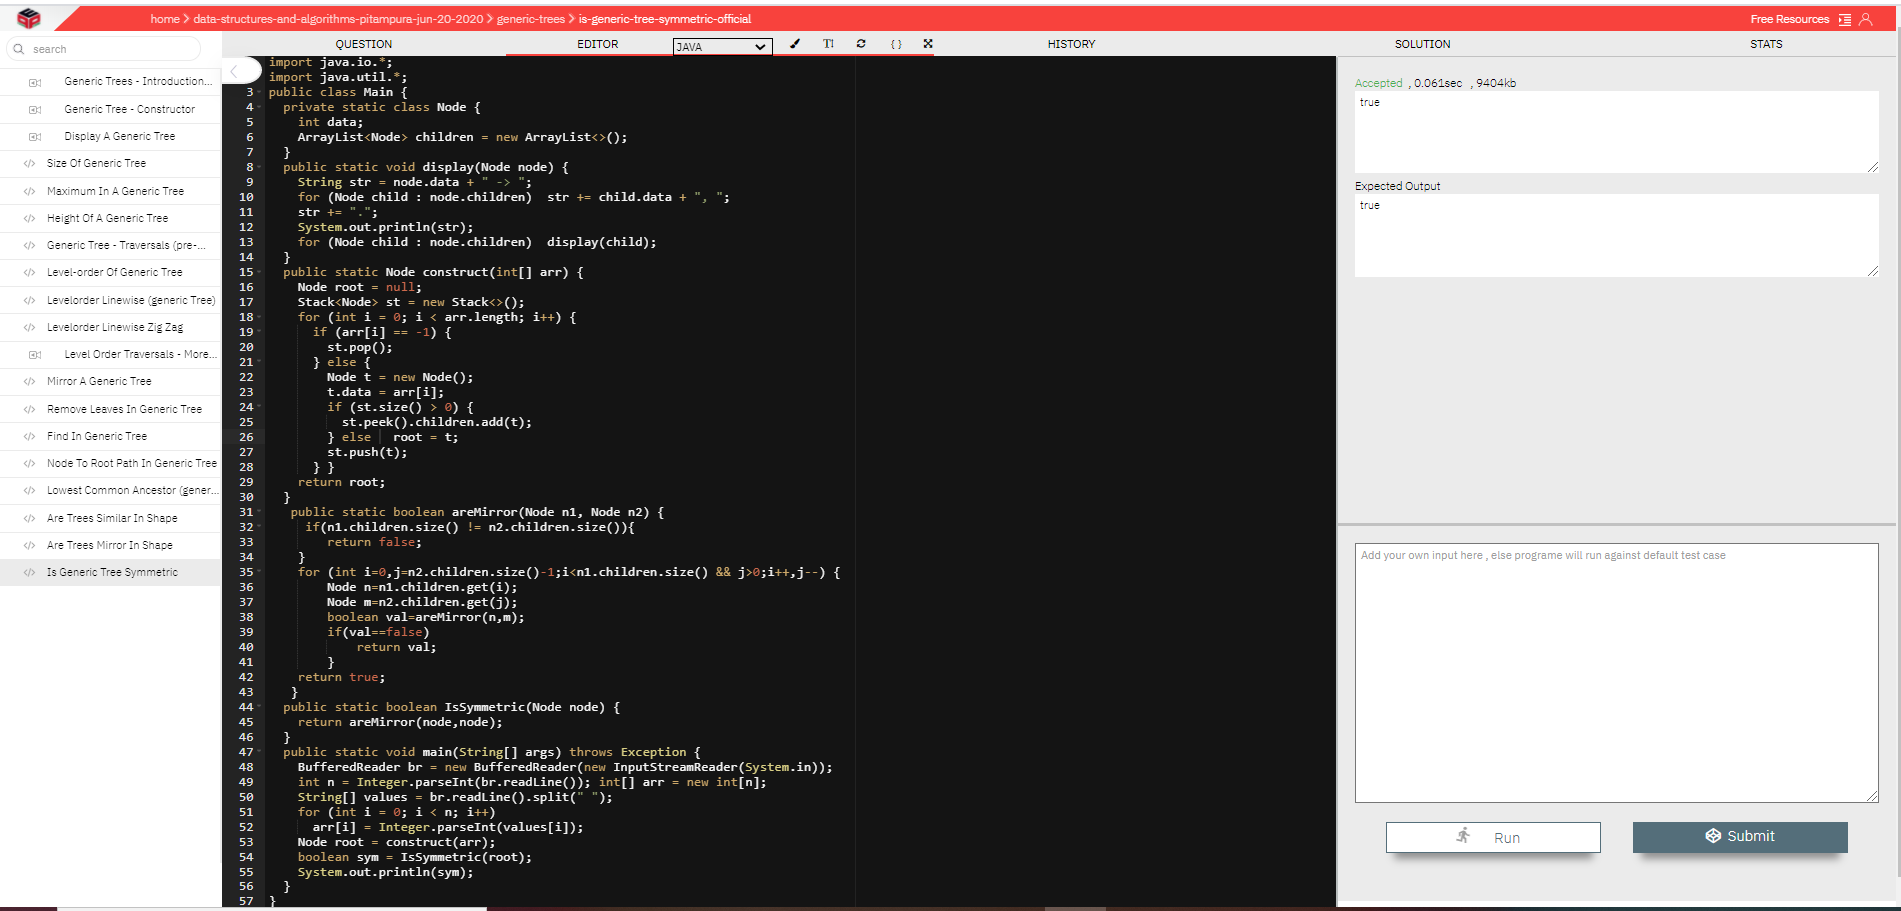 home > data-structures-and-algorithms-pitampura-jun-20-2020 > generic-trees > is-generic-tree-symmetric-official
Free Resources
search
QUESTION
EDITOR
JAVA
HISTORY
SOLUTION
STATS
Generic Trees - Introduction...
Generic Tree - Constructor
Display A Generic Tree
Size Of Generic Tree
Maximum In A Generic Tree
Height Of A Generic Tree
Generic Tree - Traversals (pre-...
Level-order Of Generic Tree
Levelorder Linewise (generic Tree)
Levelorder Linewise Zig Zag
Level Order Traversals - More...
Mirror A Generic Tree
Remove Leaves In Generic Tree
Find In Generic Tree
Node To Root Path In Generic Tree
Lowest Common Ancestor (gener...
Are Trees Similar In Shape
Are Trees Mirror In Shape
Is Generic Tree Symmetric
import java.io.*;
import java.util.*;
3 public class Main {
4 private static class Node {
5 int data;
6 ArrayList<Node> children = new ArrayList<>();
7 }
8 public static void display(Node node) {
9 String str = node.data + " -> ";
10 for (Node child : node.children)  str += child.data + ", ";
11 str += ".";
12 System.out.println(str);
13 for (Node child : node.children)  display(child);
14 }
15 public static Node construct(int[] arr) {
16 Node root = null;
17 Stack<Node> st = new Stack<>();
18 for (int i = 0; i < arr.length; i++) {
19 if (arr[i] == -1) {
20 st.pop();
21 } else {
22 Node t = new Node();
23 t.data = arr[i];
24 if (st.size() > 0) {
25 st.peek().children.add(t);
26 } else   root = t;
27 st.push(t);
28 } }
29 return root;
30 }
31 public static boolean areMirror(Node n1, Node n2) {
32 if(n1.children.size() != n2.children.size()){
33 return false;
34 }
35 for (int i=0,j=n2.children.size()-1;i<n1.children.size() && j>0;i++,j--) {
36 Node n=n1.children.get(i);
37 Node m=n2.children.get(j);
38 boolean val=areMirror(n,m);
39 if(val==false)
40 return val;
41 }
42 return true;
43 }
44 public static boolean IsSymmetric(Node node) {
45 return areMirror(node,node);
46 }
47 public static void main(String[] args) throws Exception {
48 BufferedReader br = new BufferedReader(new InputStreamReader(System.in));
49 int n = Integer.parseInt(br.readLine()); int[] arr = new int[n];
50 String[] values = br.readLine().split(" ");
51 for (int i = 0; i < n; i++)
52 arr[i] = Integer.parseInt(values[i]);
53 Node root = construct(arr);
54 boolean sym = IsSymmetric(root);
55 System.out.println(sym);
56 }
57 }
Accepted , 0.061sec , 9404kb
true
Expected Output
true
Add your own input here , else programe will run against default test case
Run
Submit